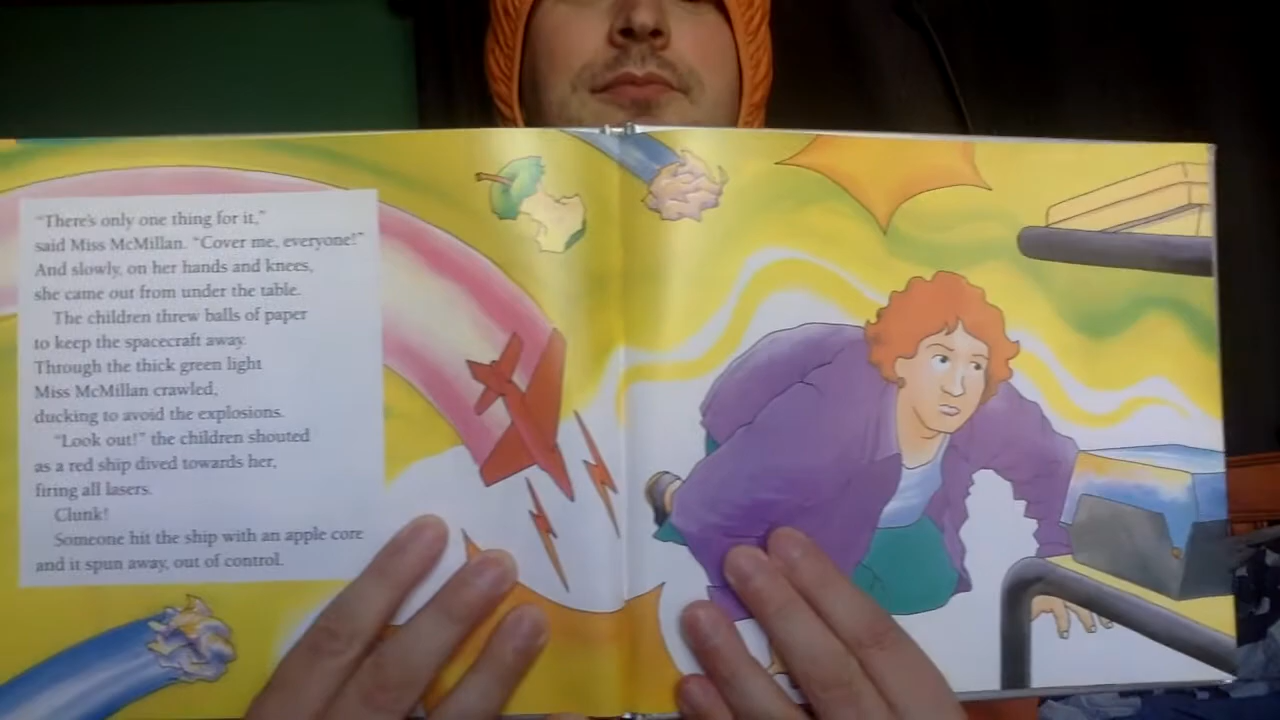 “There's only one thing for it,”
said Miss McMillan. “Cover me, everyone!”
And slowly, on her hands and knees,
she came out from under the table.
The children threw balls of paper
to keep the spacecraft away.
Through the thick green light
Miss McMillan crawled,
ducking to avoid the explosions.
“Look out!” the children shouted
as a red ship dived towards her,
firing all lasers.
Clunk!
Someone hit the ship with an apple core
and it spun away, out of control.